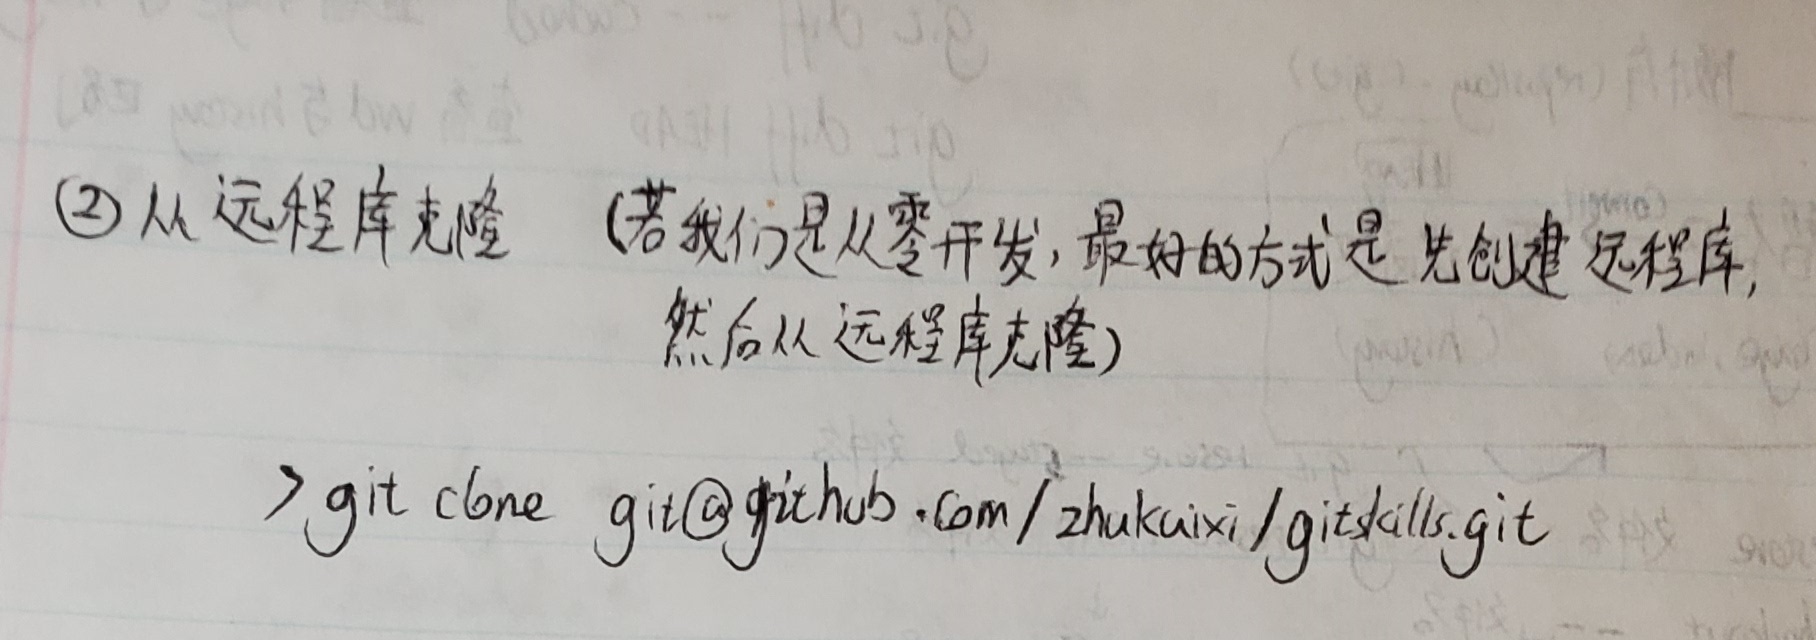 ②从远程库克隆 (若我们是从零开发,最好的方式是先创建远程库,
然后从远程库克隆)
> git clone git@github.com/zhukaixi/gitskills.git